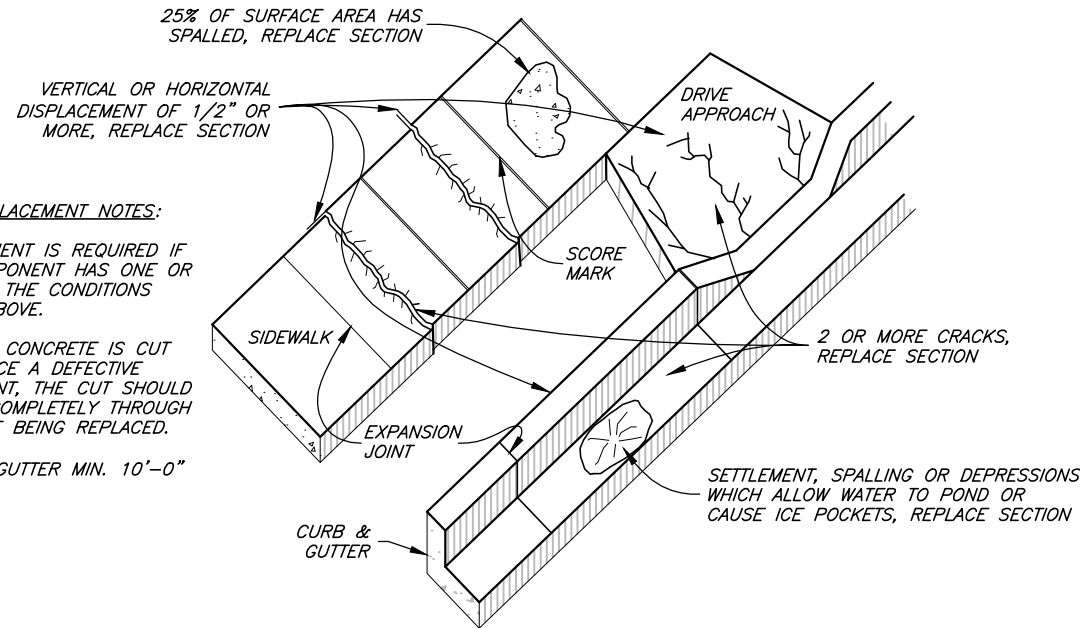 25% OF SURFACE AREA HAS
SPALLED, REPLACE SECTION
VERTICAL OR HORIZONTAL
DISPLACEMENT OF 1/2" OR
MORE, REPLACE SECTION
DRIVE
APPROACH
LACEMENT NOTES:
ENT IS REQUIRED IF
PONENT HAS ONE OR
THE CONDITIONS
BOVE.
CONCRETE IS CUT
CE A DEFECTIVE
NT, THE CUT SHOULD
OMPLETELY THROUGH
BEING REPLACED.
GUTTER MIN. 10'-0"
SCORE
MARK
SIDEWALK
2 OR MORE CRACKS,
REPLACE SECTION
EXPANSION
JOINT
SETTLEMENT, SPALLING OR DEPRESSIONS
WHICH ALLOW WATER TO POND OR
CAUSE ICE POCKETS, REPLACE SECTION
CURB &
GUTTER